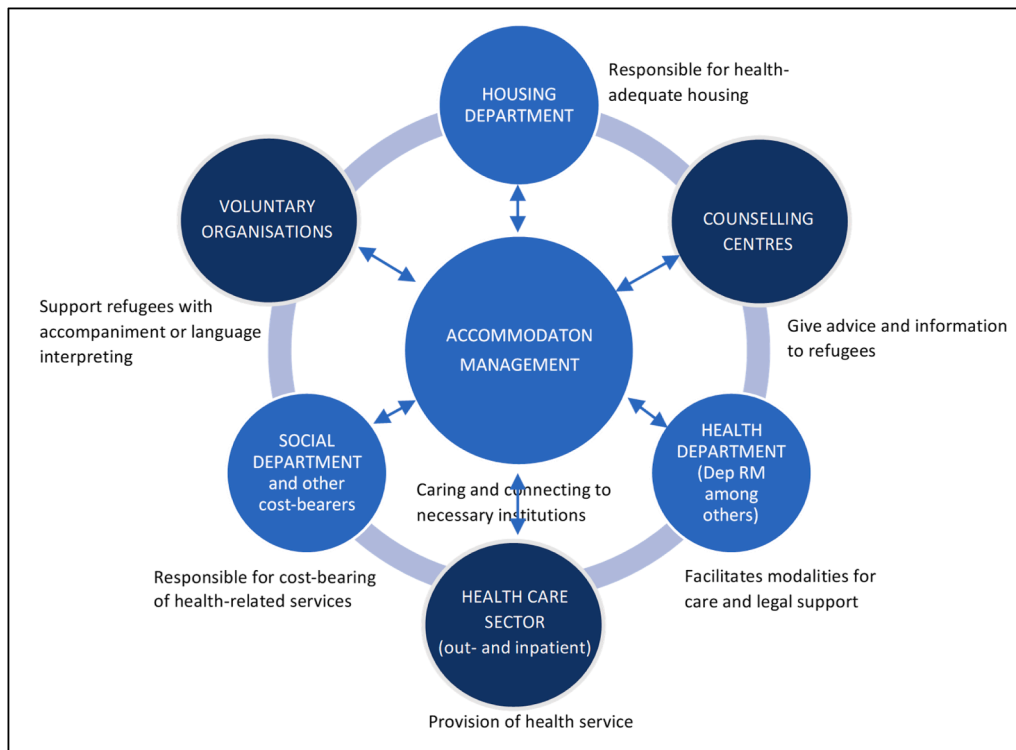 HOUSING
DEPARTMENT
Responsible for health-
adequate housing
VOLUNTARY
ORGANISATIONS
COUNSELLING
CENTRES
Support refugees with
accompaniment or language
interpreting
ACCOMMODATON
MANAGEMENT
Give advice and information
to refugees
SOCIAL
DEPARTMENT
and other
cost-bearers
HEALTH
DEPARTMENT
(Dep RM
among
others)
Caring and connecting to
necessary institutions
Responsible for cost-bearing
of health-related services
HEALTH CARE
SECTOR
(out- and inpatient)
Facilitates modalities for
care and legal support
Provision of health service